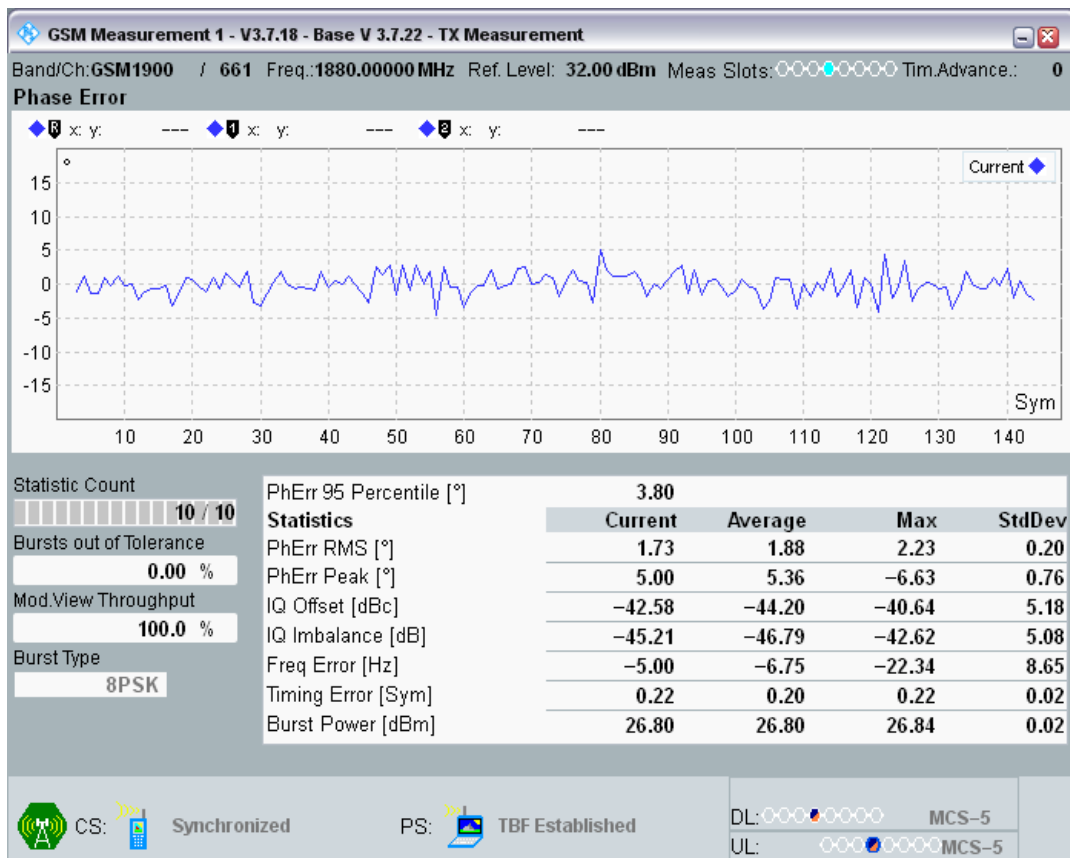 GSM Measurement 1 - V3.7.18 - Base V 3.7.22 - TX Measurement
Band/Ch:GSM1900 / 661 Freq.:1880.00000 MHz Ref. Level: 32.00 dBm Meas Slots: Tim.Advance.: 0
Phase Error
R x: y: --- 1 x: y: --- 2 x: y: ---
° Current
15
10
5
0
-5
-10
-15
Sym
10 20 30 40 50 60 70 80 90 100 110 120 130 140
Statistic Count
10 / 10
Bursts out of Tolerance
0.00 %
Mod.View Throughput
100.0 %
Burst Type
8PSK
PhErr 95 Percentile [°] 3.80
Statistics Current Average Max StdDev
PhErr RMS [°] 1.73 1.88 2.23 0.20
PhErr Peak [°] 5.00 5.36 −6.63 0.76
IQ Offset [dBc] −42.58 −44.20 −40.64 5.18
IQ Imbalance [dB] −45.21 −46.79 −42.62 5.08
Freq Error [Hz] −5.00 −6.75 −22.34 8.65
Timing Error [Sym] 0.22 0.20 0.22 0.02
Burst Power [dBm] 26.80 26.80 26.84 0.02
CS: Synchronized PS: TBF Established
DL: MCS−5
UL: MCS−5